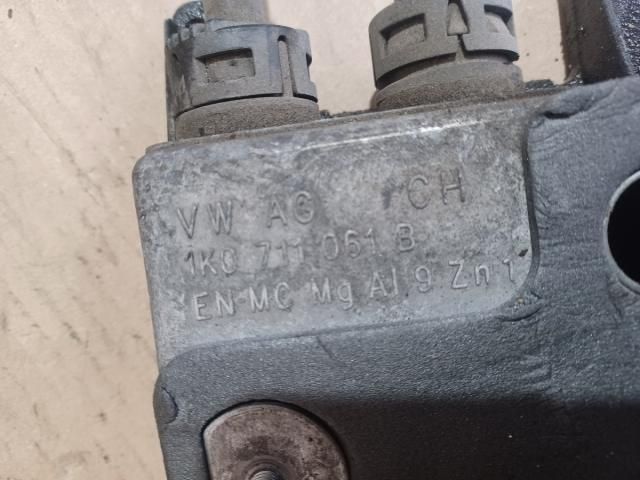 VW AG CH
1K0 711 061 B
EN-MC Mg Al 9 Zn 1